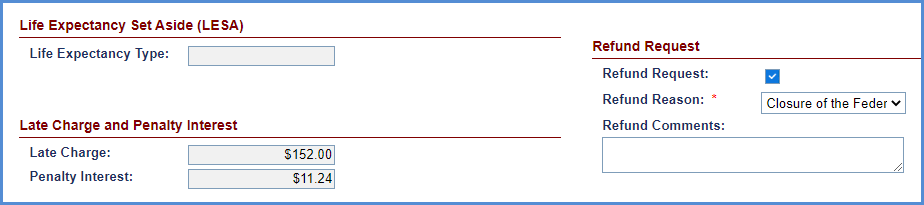 Life Expectancy Set Aside (LESA)
Life Expectancy Type:
Late Charge and Penalty Interest
Late Charge: $152.00
Penalty Interest: $11.24
Refund Request
Refund Request:
Refund Reason: * Closure of the Feder
Refund Comments: